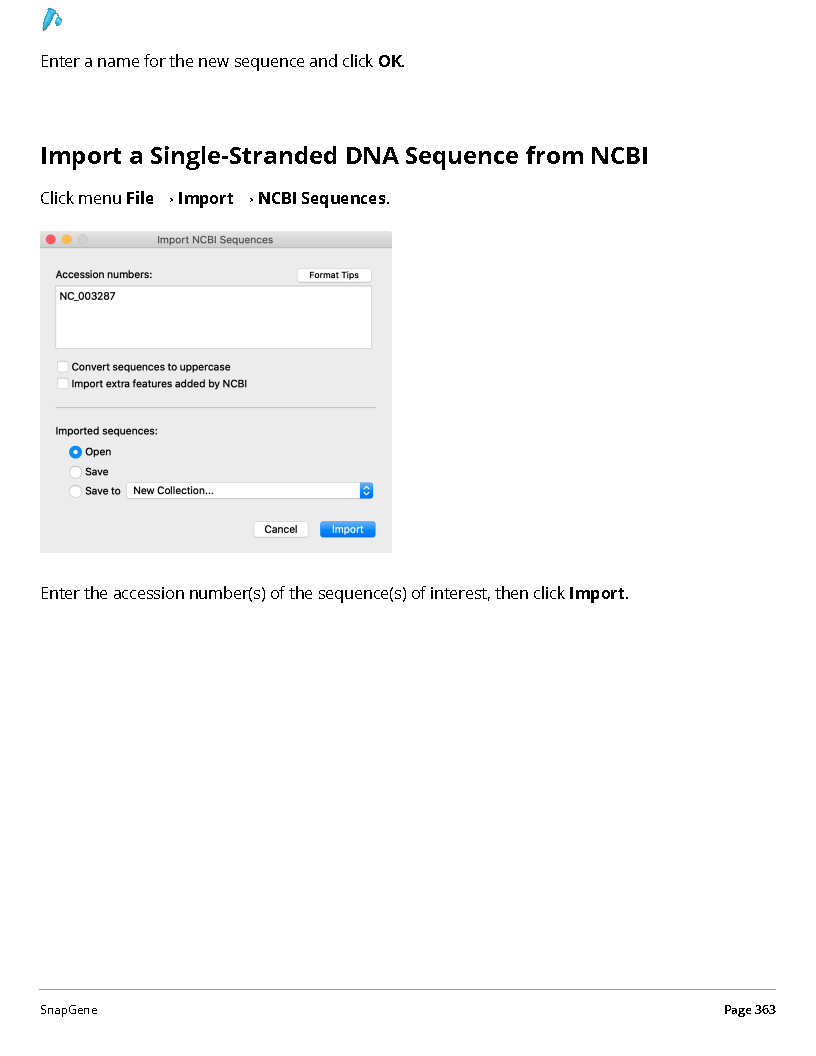 Enter a name for the new sequence and click OK.
Import a Single-Stranded DNA Sequence from NCBI
Click menu File → Import → NCBI Sequences.
Import NCBI Sequences
Accession numbers:
Format Tips
NC_003287
Convert sequences to uppercase
Import extra features added by NCBI
Imported sequences:
Open
Save
Save to New Collection...
Cancel Import
Enter the accession number(s) of the sequence(s) of interest, then click Import.
SnapGene Page 363